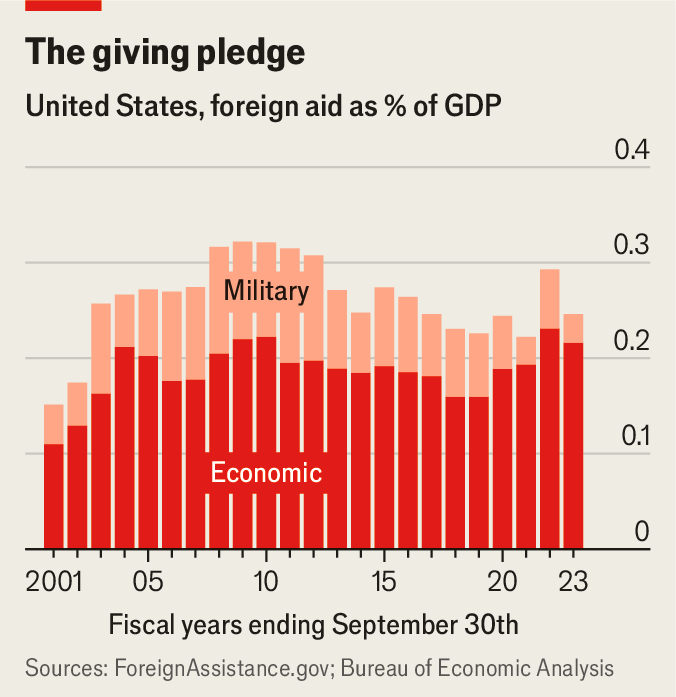 The giving pledge
United States, foreign aid as % of GDP
0.4
0.3
Military
0.2
0.1
Economic
0
2001 05 10 15 20 23
Fiscal years ending September 30th
Sources: ForeignAssistance.gov; Bureau of Economic Analysis